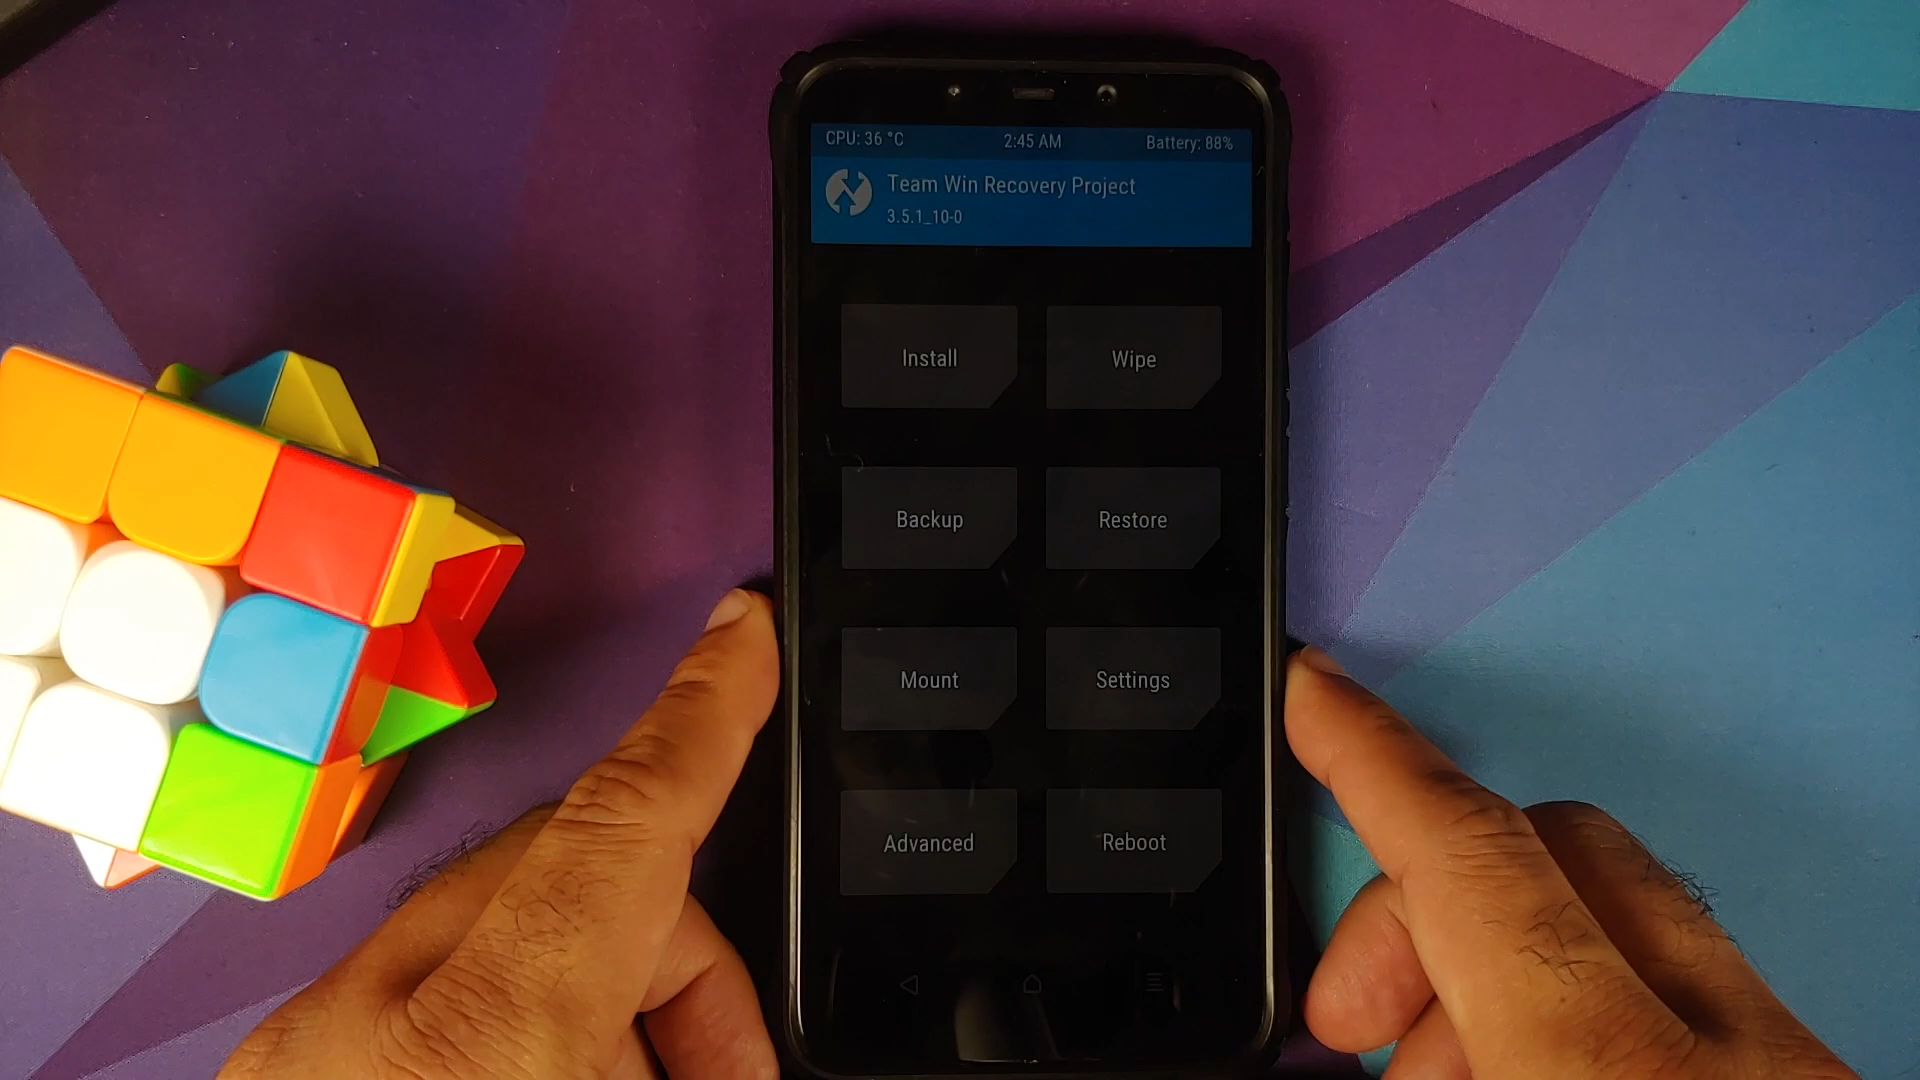 CPU: 36 °C 2:45 AM Battery: 88%
Team Win Recovery Project
3.5.1_10-0
Install Wipe
Backup Restore
Mount Settings
Advanced Reboot